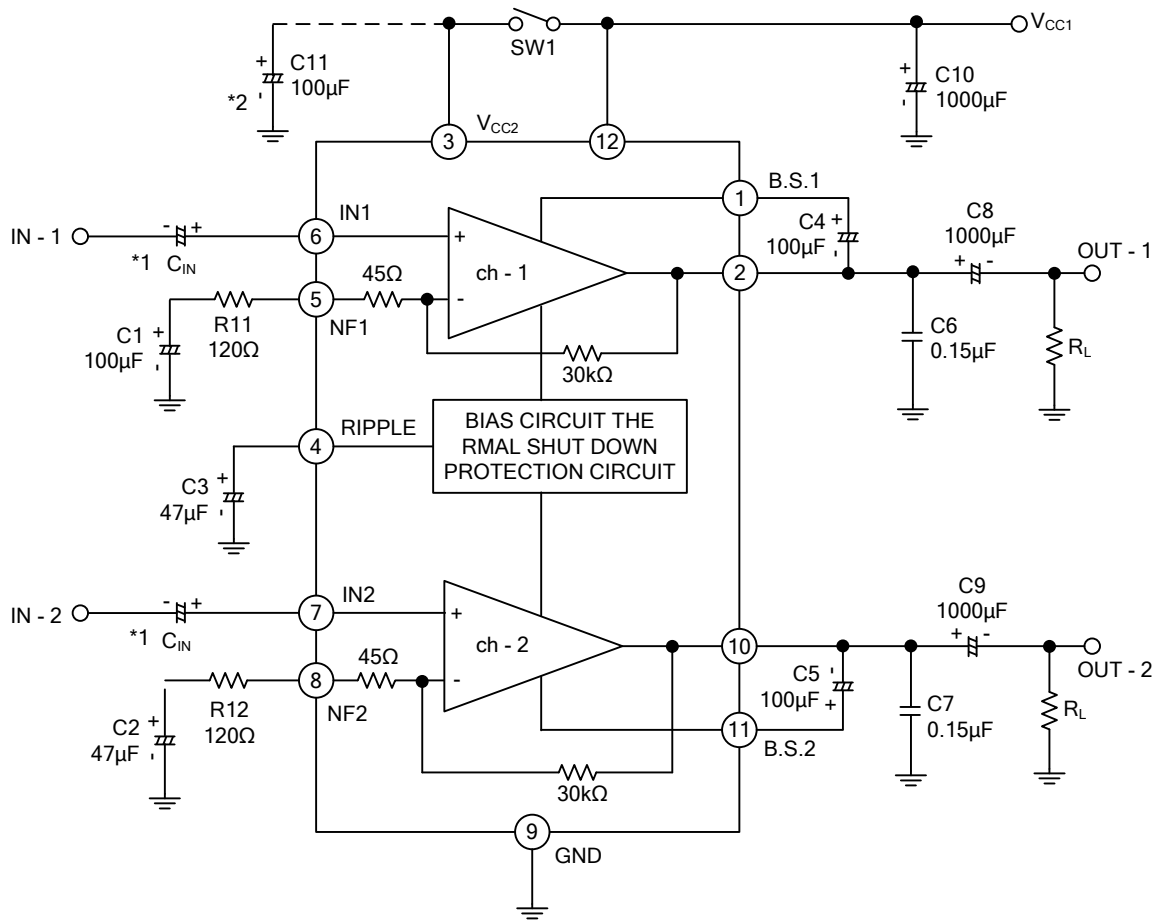 SW1
VCC1
C11
100µF
*2
C10
1000µF
VCC2
3
12
1
B.S.1
IN - 1
*1 CIN
6
IN1
ch - 1
C4
100µF
C8
1000µF
OUT - 1
2
45Ω
5
NF1
R11
120Ω
C1
100µF
30kΩ
C6
0.15µF
RL
4
RIPPLE
BIAS CIRCUIT THE
RMAL SHUT DOWN
PROTECTION CIRCUIT
C3
47µF
IN - 2
*1 CIN
7
IN2
ch - 2
C9
1000µF
OUT - 2
10
45Ω
8
NF2
R12
120Ω
C2
47µF
C5
100µF
11
B.S.2
C7
0.15µF
RL
30kΩ
9
GND